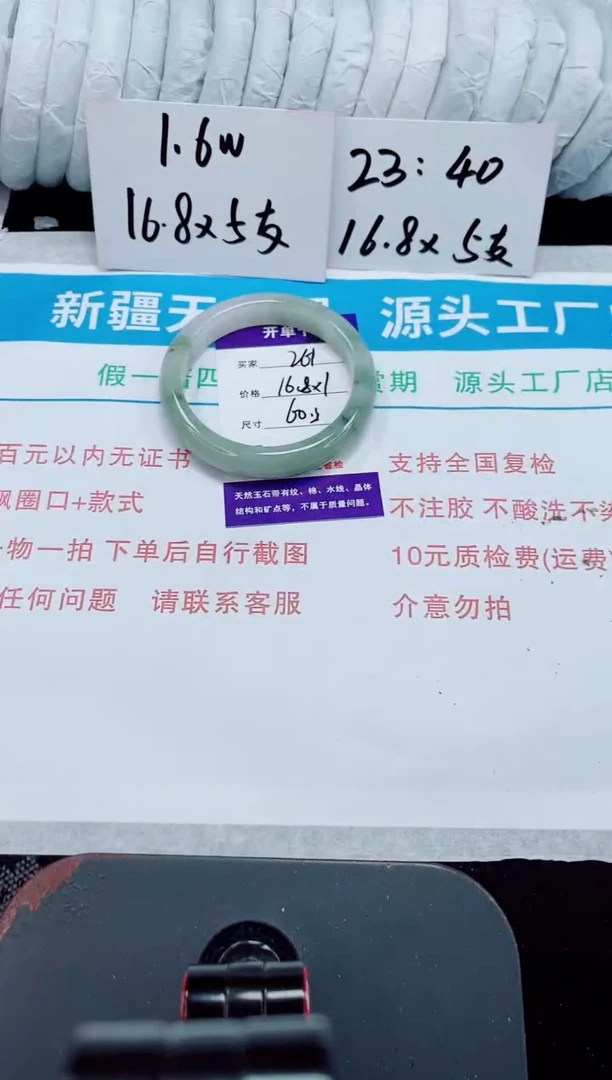 1.6w
16.8x5支
23:40
16.8x5支
新疆天 源头工厂
开单
买家 261
价格 16.8x1
尺寸 60.5
假一 四 赏期 源头工厂店
百元以内无证书
支持全国复检
天然玉石带有纹、棉、水线、晶体
结构和矿点等，不属于质量问题。
圈口+款式
不注胶 不酸洗不
物一拍 下单后自行截图
10元质检费(运费
任何问题 请联系客服
介意勿拍